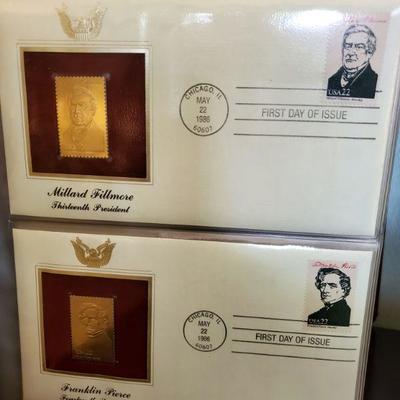 CHICAGO, IL
MAY
22
1986
60607
FIRST DAY OF ISSUE
USA 22
Millard Fillmore
Thirteenth President
CHICAGO, IL
MAY
22
1986
60607
FIRST DAY OF ISSUE
USA 22
Franklin Pierce